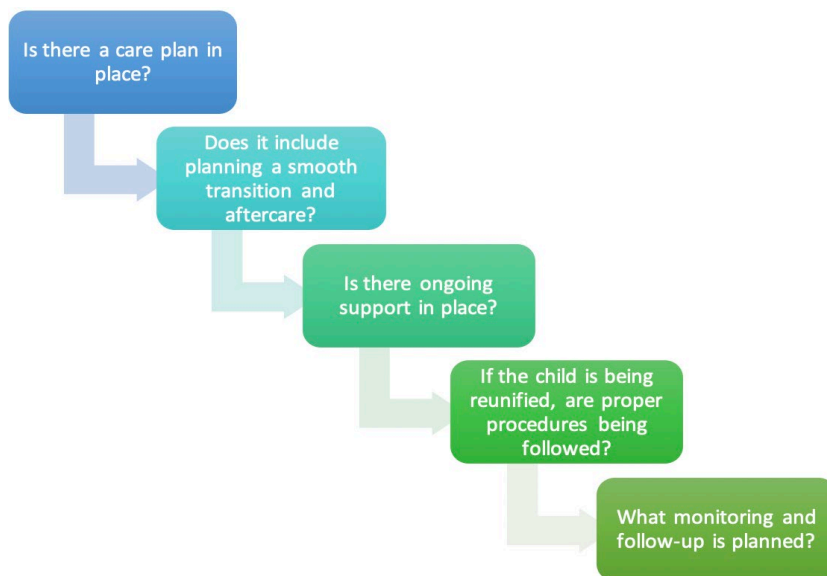 Is there a care plan in
place?
Does it include
planning a smooth
transition and
aftercare?
Is there ongoing
support in place?
If the child is being
reunified, are proper
procedures being
followed?
What monitoring and
follow-up is planned?